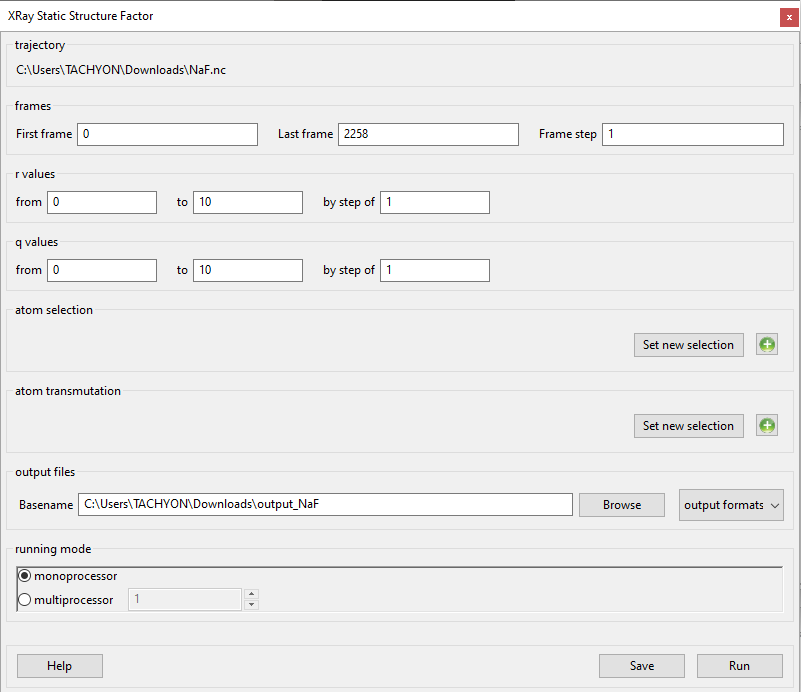 XRay Static Structure Factor
x
trajectory
C:\Users\TACHYON\Downloads\NaF.nc
frames
First frame 0 Last frame 2258 Frame step 1
r values
from 0 to 10 by step of 1
q values
from 0 to 10 by step of 1
atom selection
Set new selection
atom transmutation
Set new selection
output files
Basename C:\Users\TACHYON\Downloads\output_NaF Browse output formats
running mode
monoprocessor
multiprocessor 1
Help Save Run